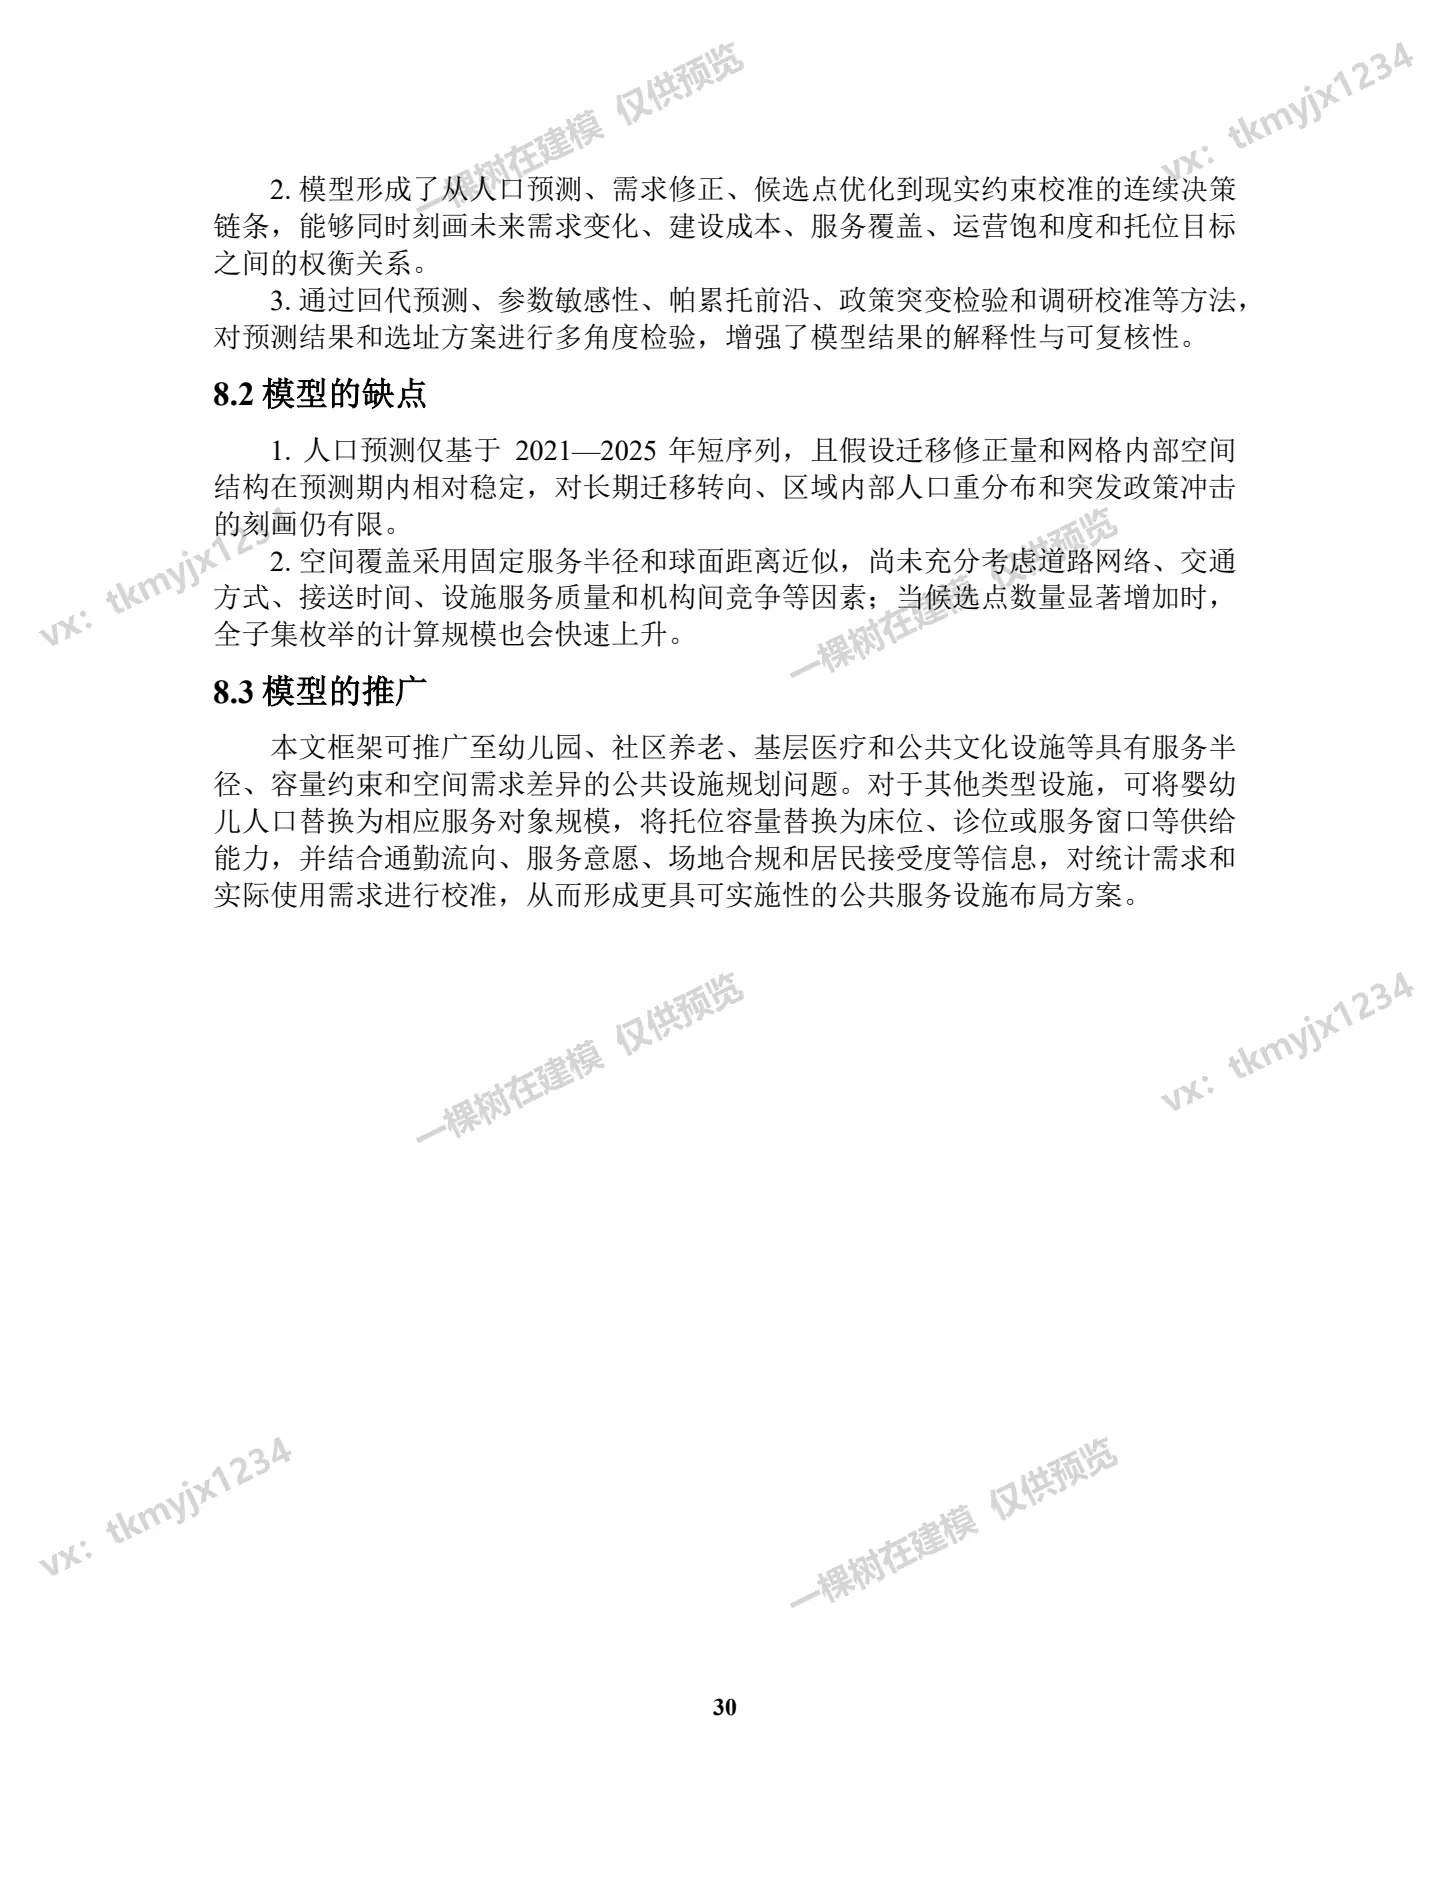 一棵树在建模 仅供预览
vx: tkmyjx1234
2. 模型形成了从人口预测、需求修正、候选点优化到现实约束校准的连续决策
链条，能够同时刻画未来需求变化、建设成本、服务覆盖、运营饱和度和托位目标
之间的权衡关系。
3. 通过回代预测、参数敏感性、帕累托前沿、政策突变检验和调研校准等方法，
对预测结果和选址方案进行多角度检验，增强了模型结果的解释性与可复核性。
8.2 模型的缺点
1. 人口预测仅基于 2021—2025 年短序列，且假设迁移修正量和网格内部空间
结构在预测期内相对稳定，对长期迁移转向、区域内部人口重分布和突发政策冲击
的刻画仍有限。
vx: tkmyjx1234
一棵树在建模 仅供预览
2. 空间覆盖采用固定服务半径和球面距离近似，尚未充分考虑道路网络、交通
方式、接送时间、设施服务质量和机构间竞争等因素；当候选点数量显著增加时，
全子集枚举的计算规模也会快速上升。
8.3 模型的推广
本文框架可推广至幼儿园、社区养老、基层医疗和公共文化设施等具有服务半
径、容量约束和空间需求差异的公共设施规划问题。对于其他类型设施，可将婴幼
儿人口替换为相应服务对象规模，将托位容量替换为床位、诊位或服务窗口等供给
能力，并结合通勤流向、服务意愿、场地合规和居民接受度等信息，对统计需求和
实际使用需求进行校准，从而形成更具可实施性的公共服务设施布局方案。
一棵树在建模 仅供预览
vx: tkmyjx1234
vx: tkmyjx1234
一棵树在建模 仅供预览
30